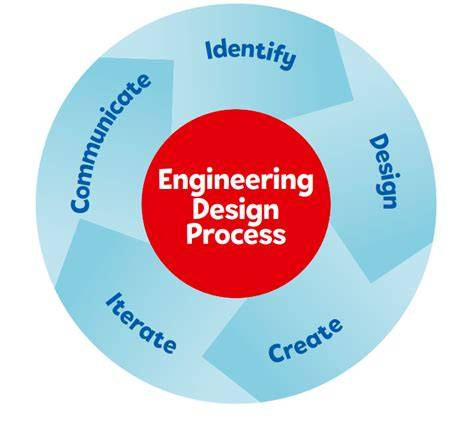 Identify
Design
Create
Iterate
Communicate
Engineering
Design
Process